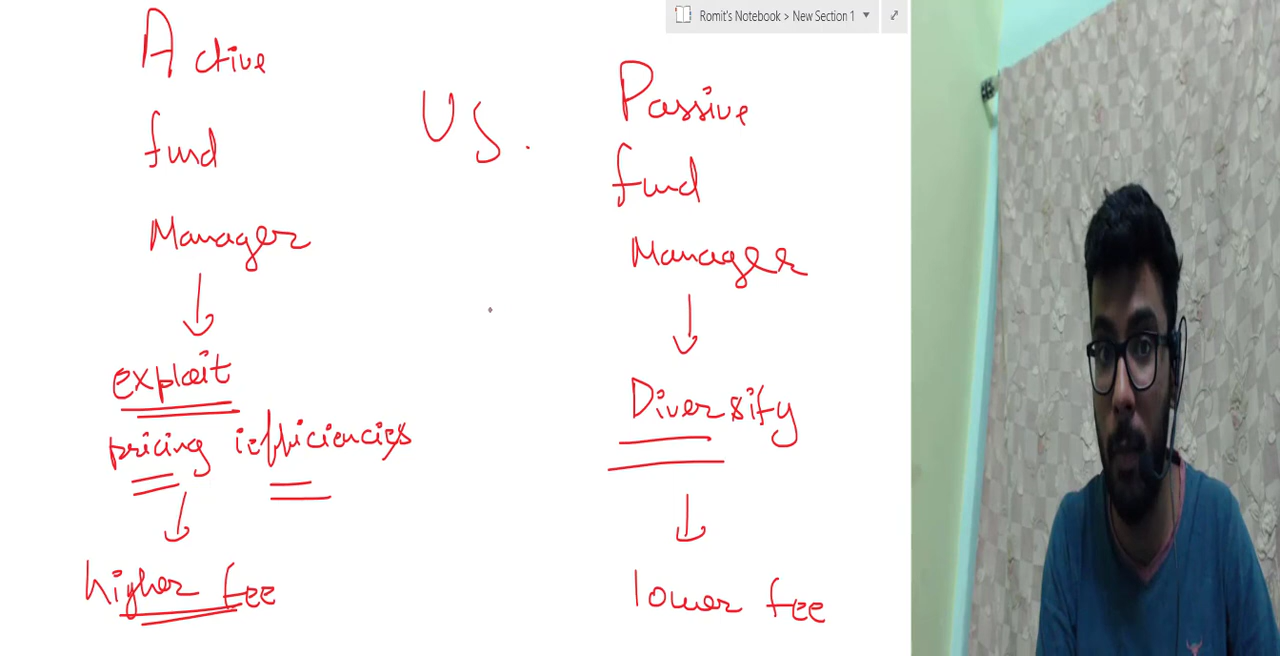 Romit's Notebook > New Section 1
Active
fund
Manager
exploit
pricing iefficiencies
higher fee
Vs.
Passive
fund
Manager
Diversify
lower fee